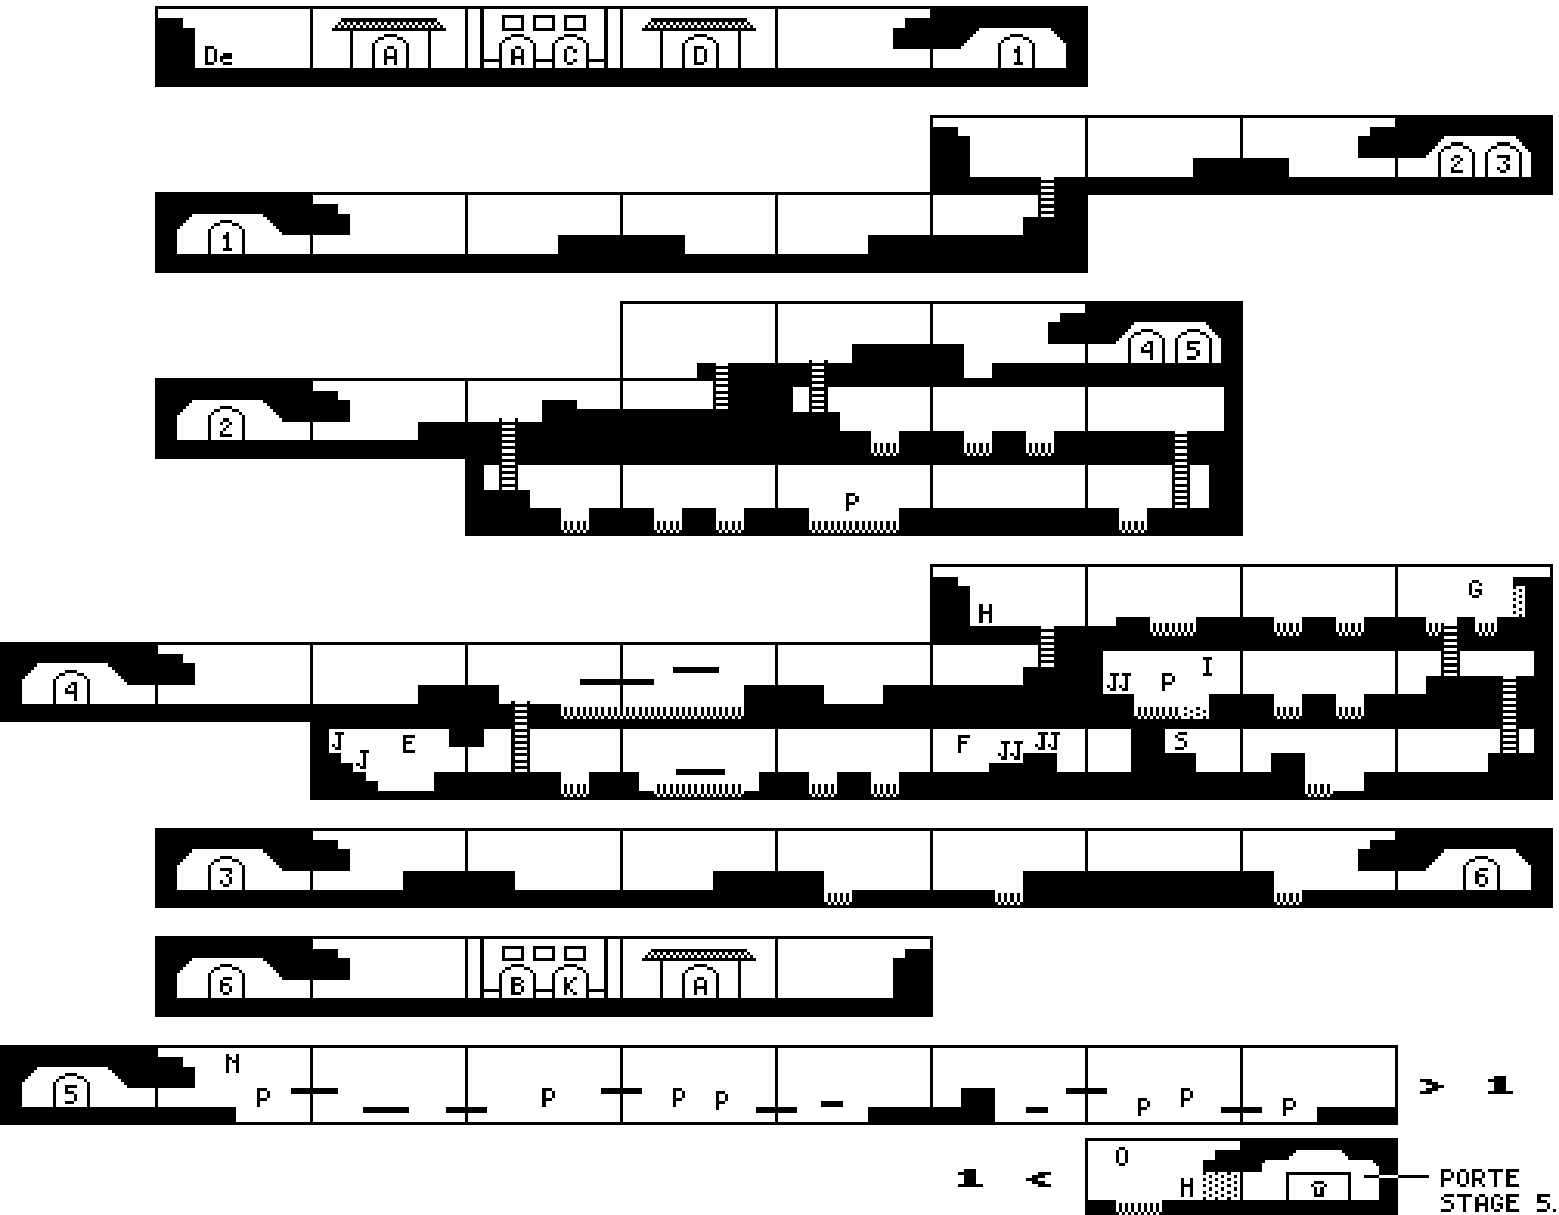 De A A C D 1
2 3
1
4 5
2
P
G
H
4
JJ P I
J E F JJ JJ S
J
3 6
6 B K A
N
5 P P P P P P P > 1
O
1 < H PORTE
STAGE 5.